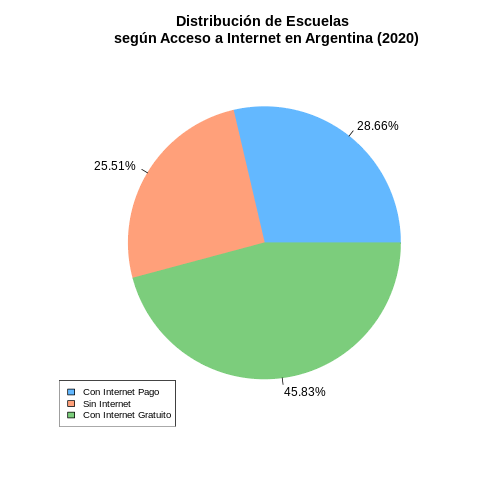 Distribución de Escuelas
según Acceso a Internet en Argentina (2020)
28.66%
25.51%
45.83%
Con Internet Pago
Sin Internet
Con Internet Gratuito